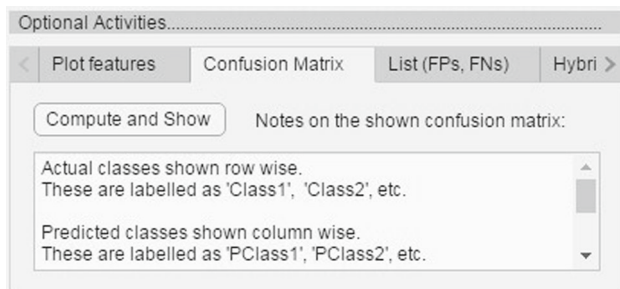 Optional Activities.......................................................................................
Plot features Confusion Matrix List (FPs, FNs) Hybri
Compute and Show Notes on the shown confusion matrix:
Actual classes shown row wise.
These are labelled as 'Class1', 'Class2', etc.
Predicted classes shown column wise.
These are labelled as 'PClass1', 'PClass2', etc.